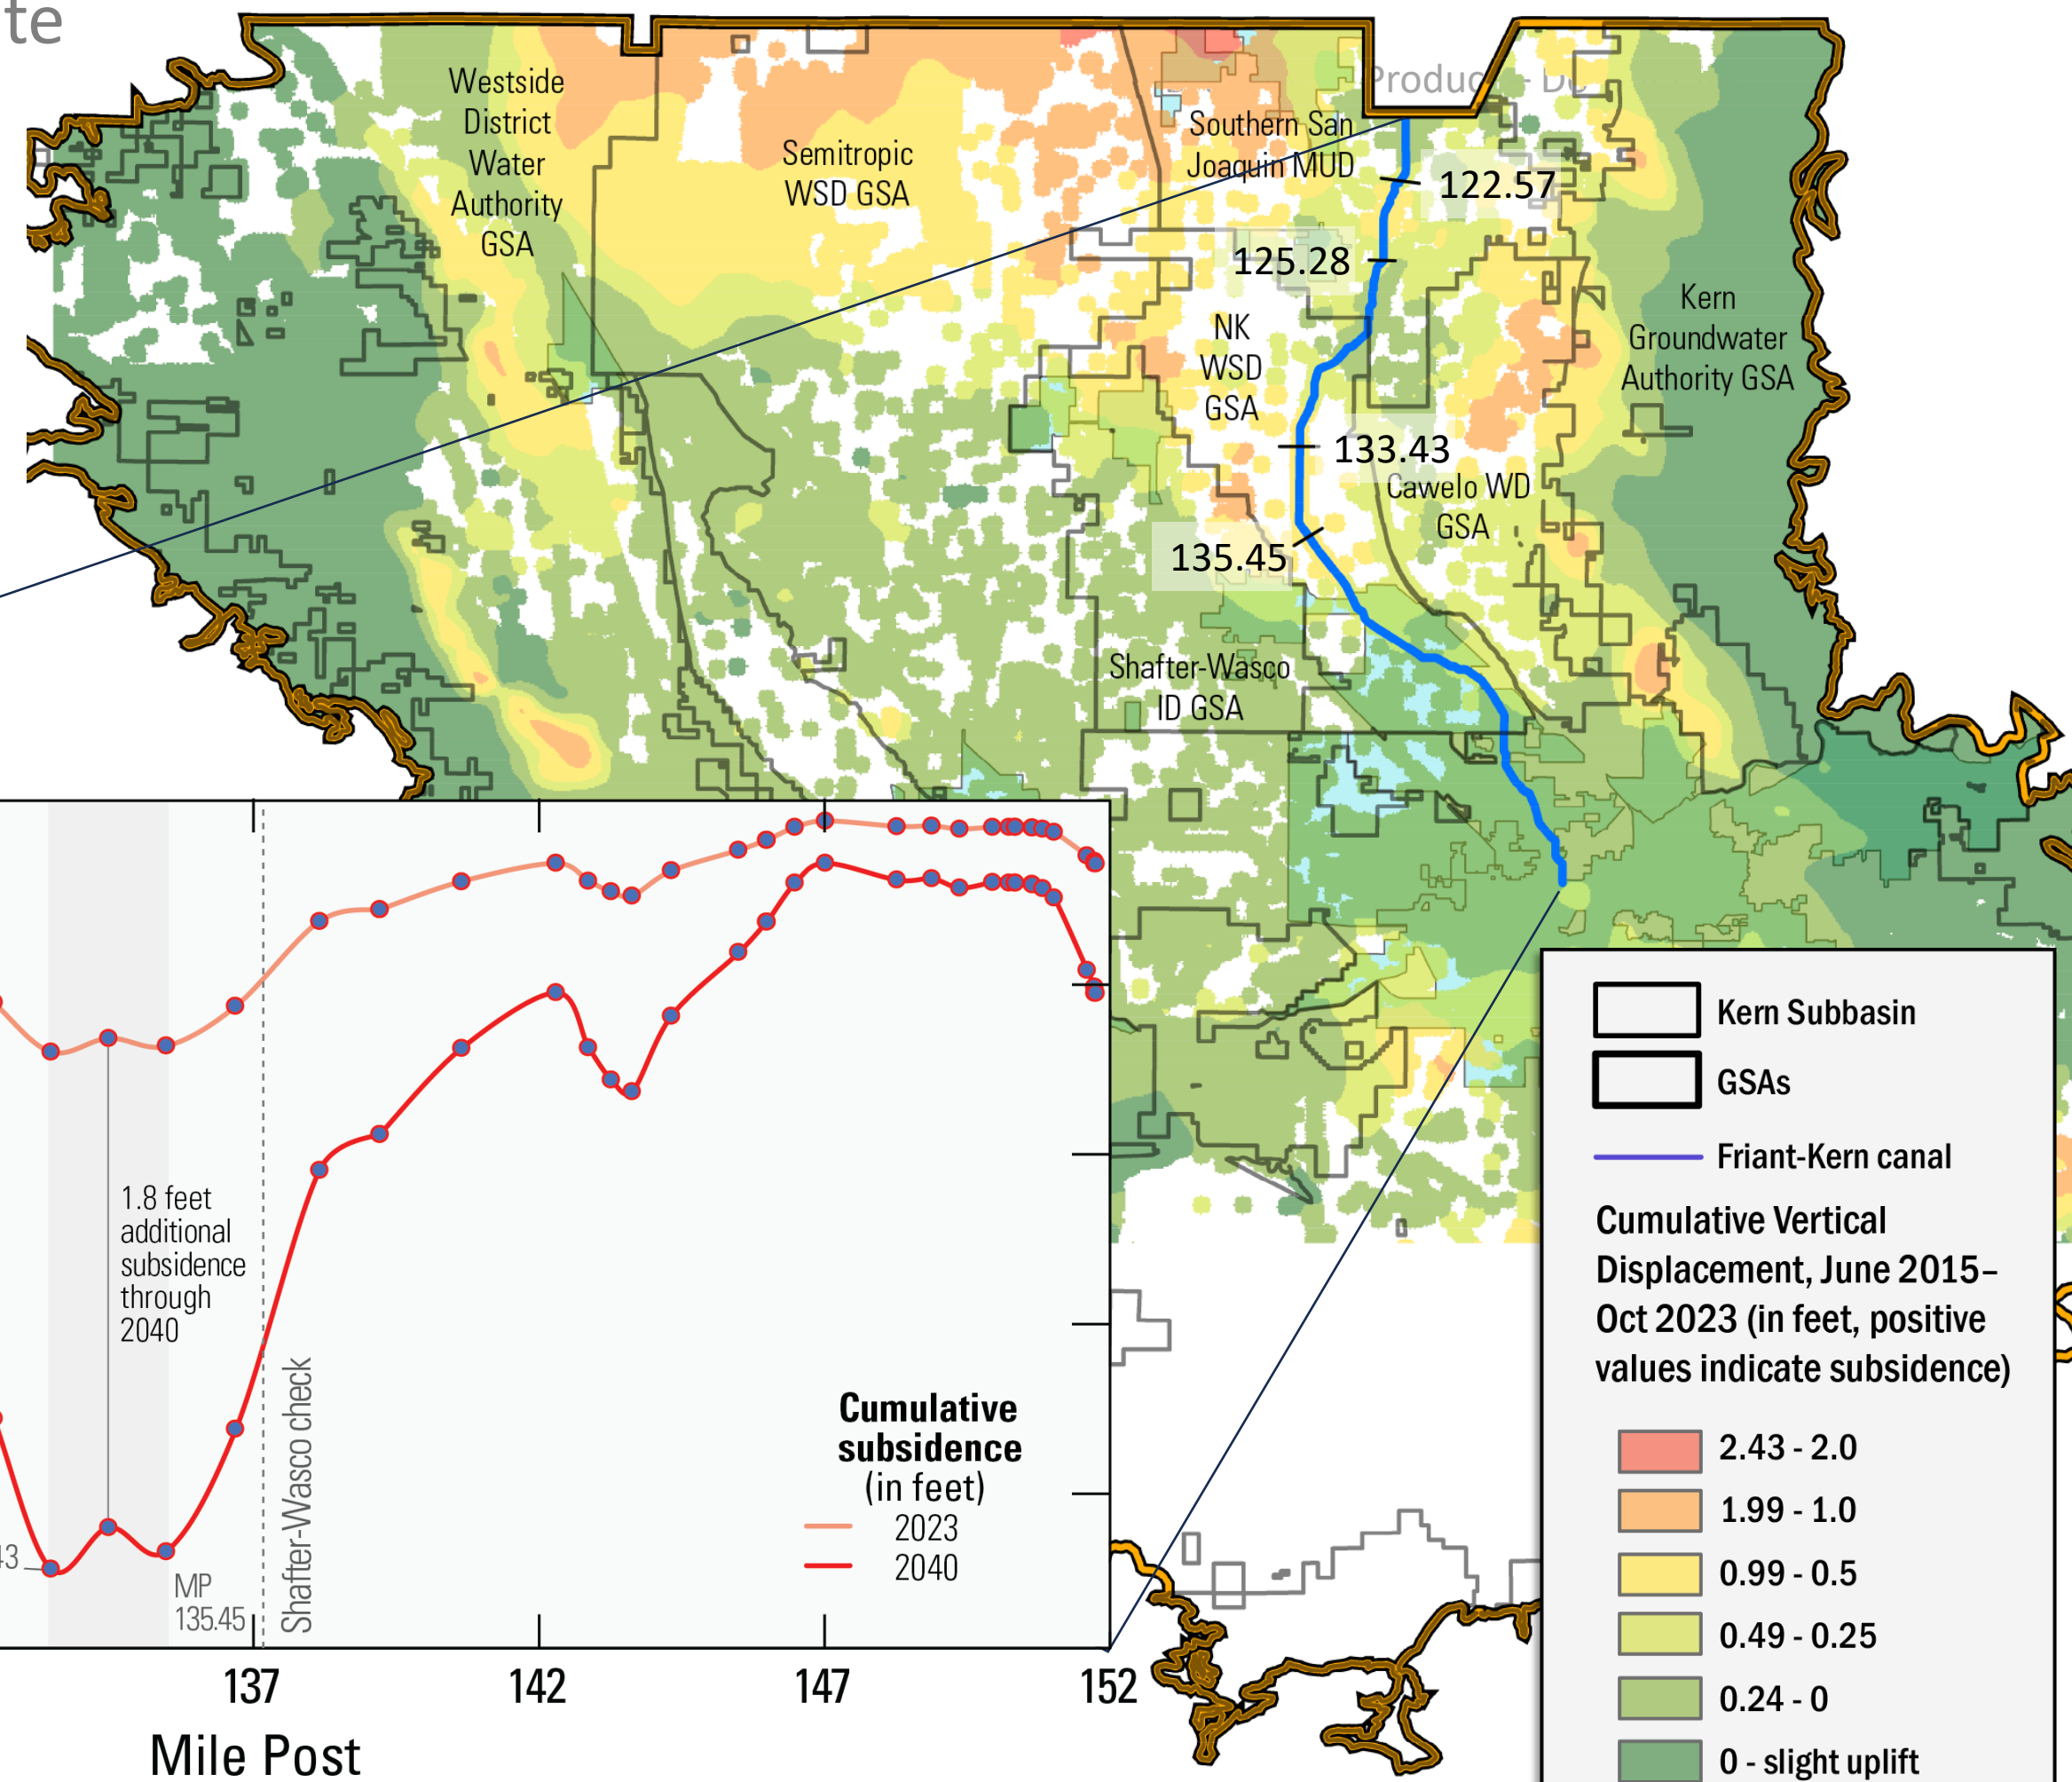 te
Westside
District
Water
Authority
GSA
Semitropic
WSD GSA
Southern San
Joaquin MUD
122.57
125.28
NK
WSD
GSA
Kern
Groundwater
Authority GSA
133.43
Cawelo WD
GSA
135.45
Shafter-Wasco
ID GSA
1.8 feet
additional
subsidence
through
2040
MP
135.45
Shafter-Wasco check
Cumulative
subsidence
(in feet)
2023
2040
137
142
147
152
Mile Post
Kern Subbasin
GSAs
Friant-Kern canal
Cumulative Vertical
Displacement, June 2015–
Oct 2023 (in feet, positive
values indicate subsidence)
2.43 - 2.0
1.99 - 1.0
0.99 - 0.5
0.49 - 0.25
0.24 - 0
0 - slight uplift